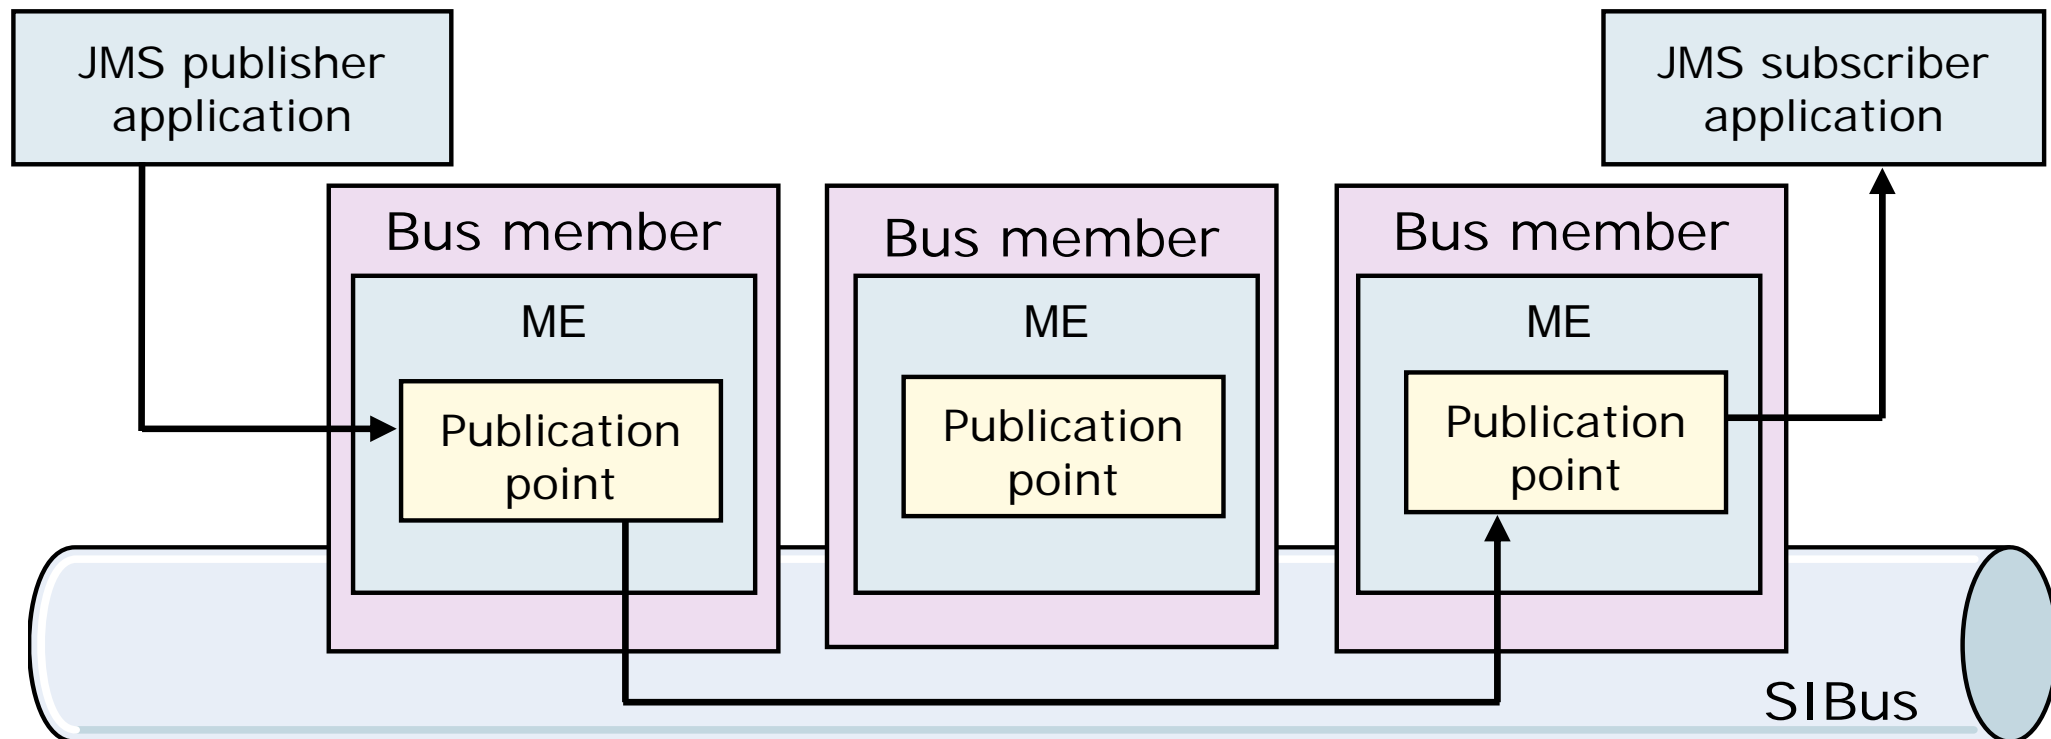 JMS publisher
application
JMS subscriber
application
Bus member
ME
Publication
point
Bus member
ME
Publication
point
Bus member
ME
Publication
point
SIBus